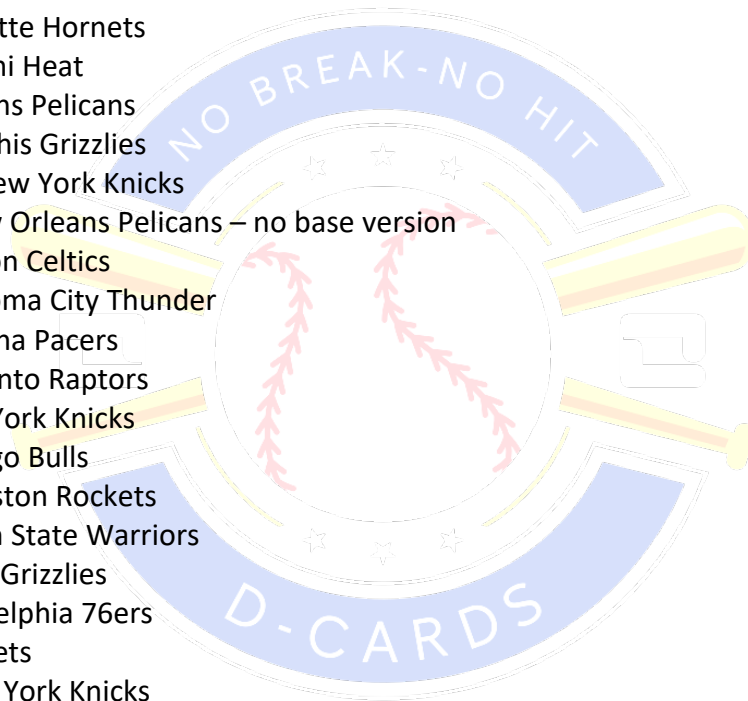 tte Hornets
ni Heat
ns Pelicans
his Grizzlies
ew York Knicks
v Orleans Pelicans – no base version
on Celtics
oma City Thunder
na Pacers
nto Raptors
York Knicks
go Bulls
ston Rockets
n State Warriors
Grizzlies
elphia 76ers
ets
York Knicks
NO BREAK-NO HIT
D-CARDS